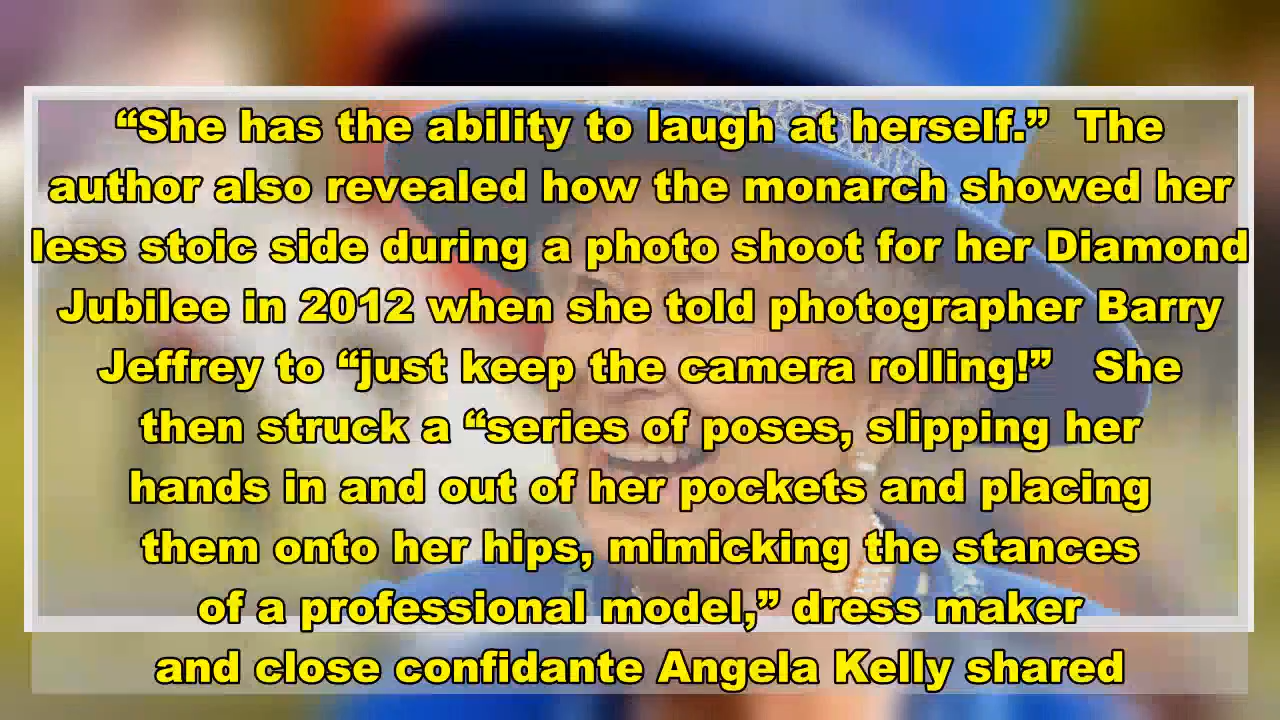 “She has the ability to laugh at herself.”  The
author also revealed how the monarch showed her
less stoic side during a photo shoot for her Diamond
Jubilee in 2012 when she told photographer Barry
Jeffrey to “just keep the camera rolling!”   She
then struck a “series of poses, slipping her
hands in and out of her pockets and placing
them onto her hips, mimicking the stances
of a professional model,” dress maker
and close confidante Angela Kelly shared